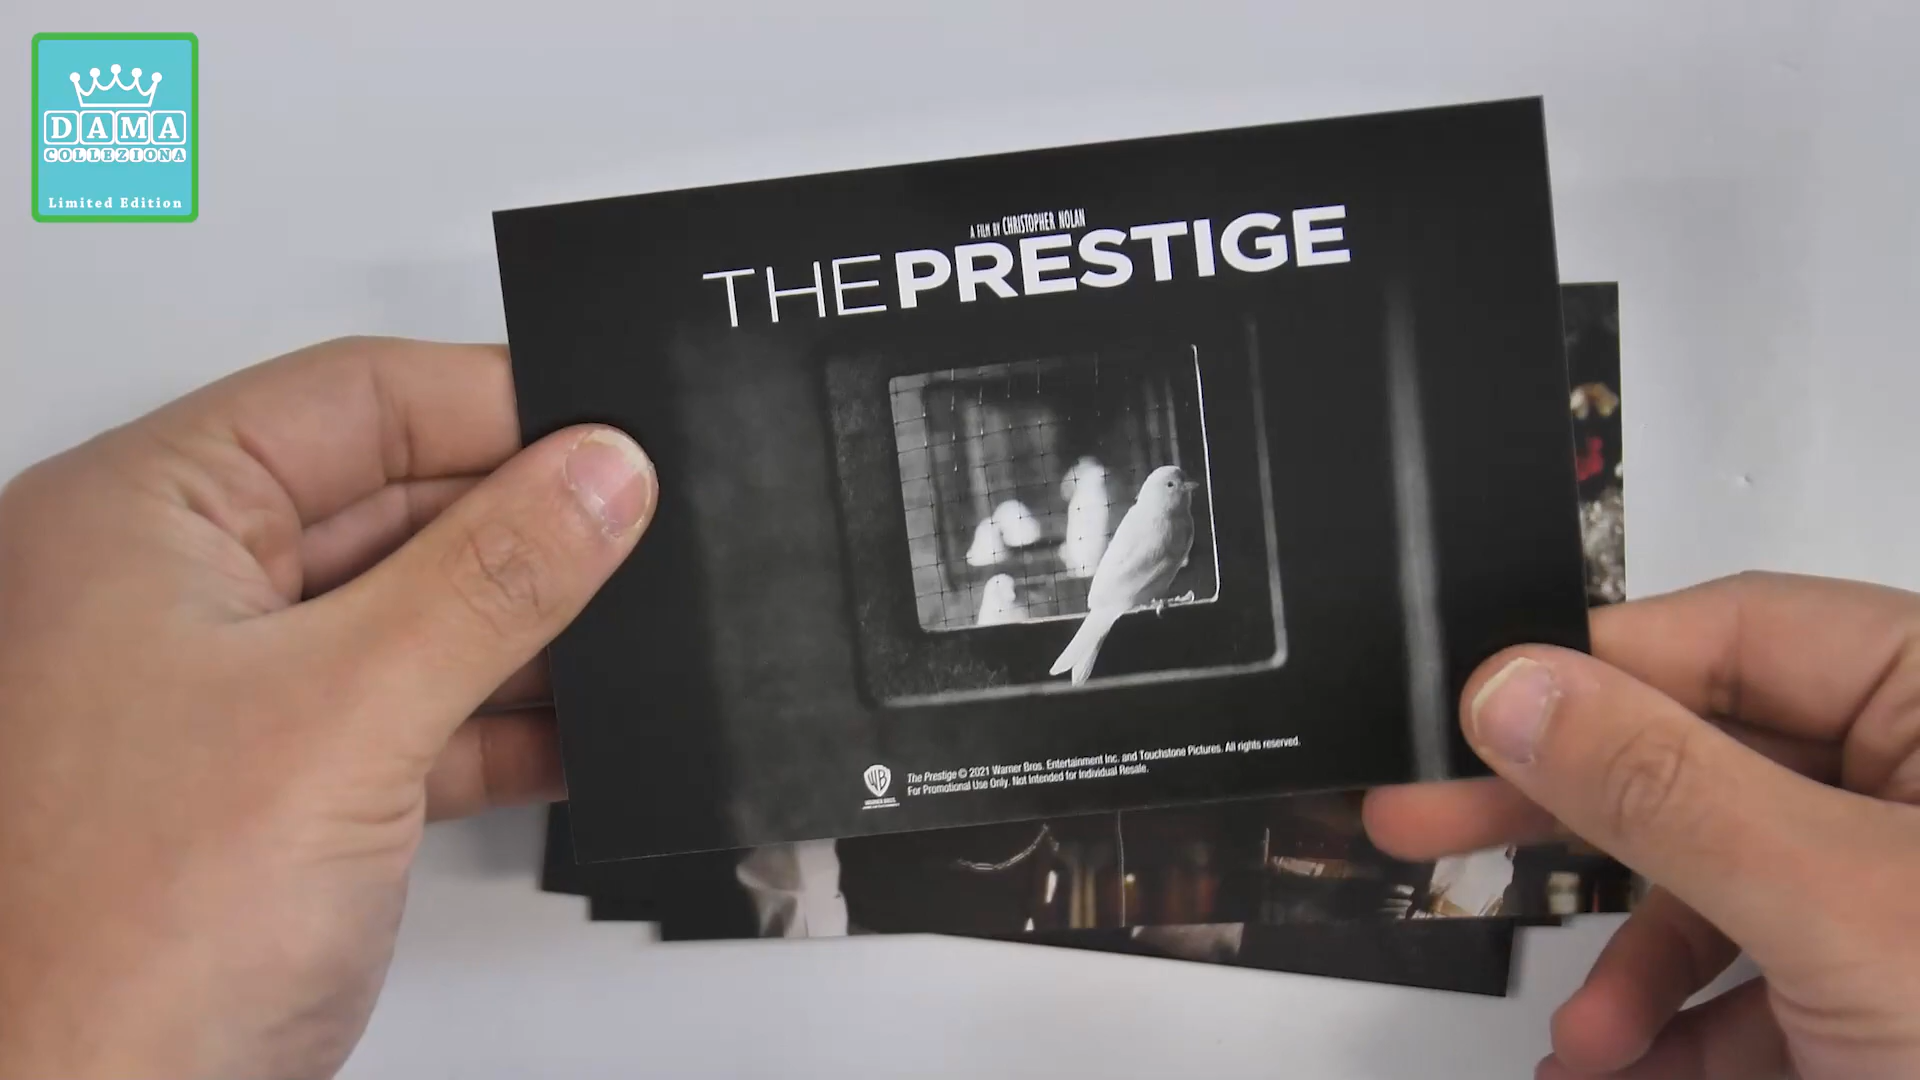 DAMA
COLLEZIONA
Limited Edition
A FILM BY CHRISTOPHER NOLAN
THE PRESTIGE
The Prestige © 2021 Warner Bros. Entertainment Inc. and Touchstone Pictures. All rights reserved.
For Promotional Use Only. Not Intended for Individual Resale.
WB